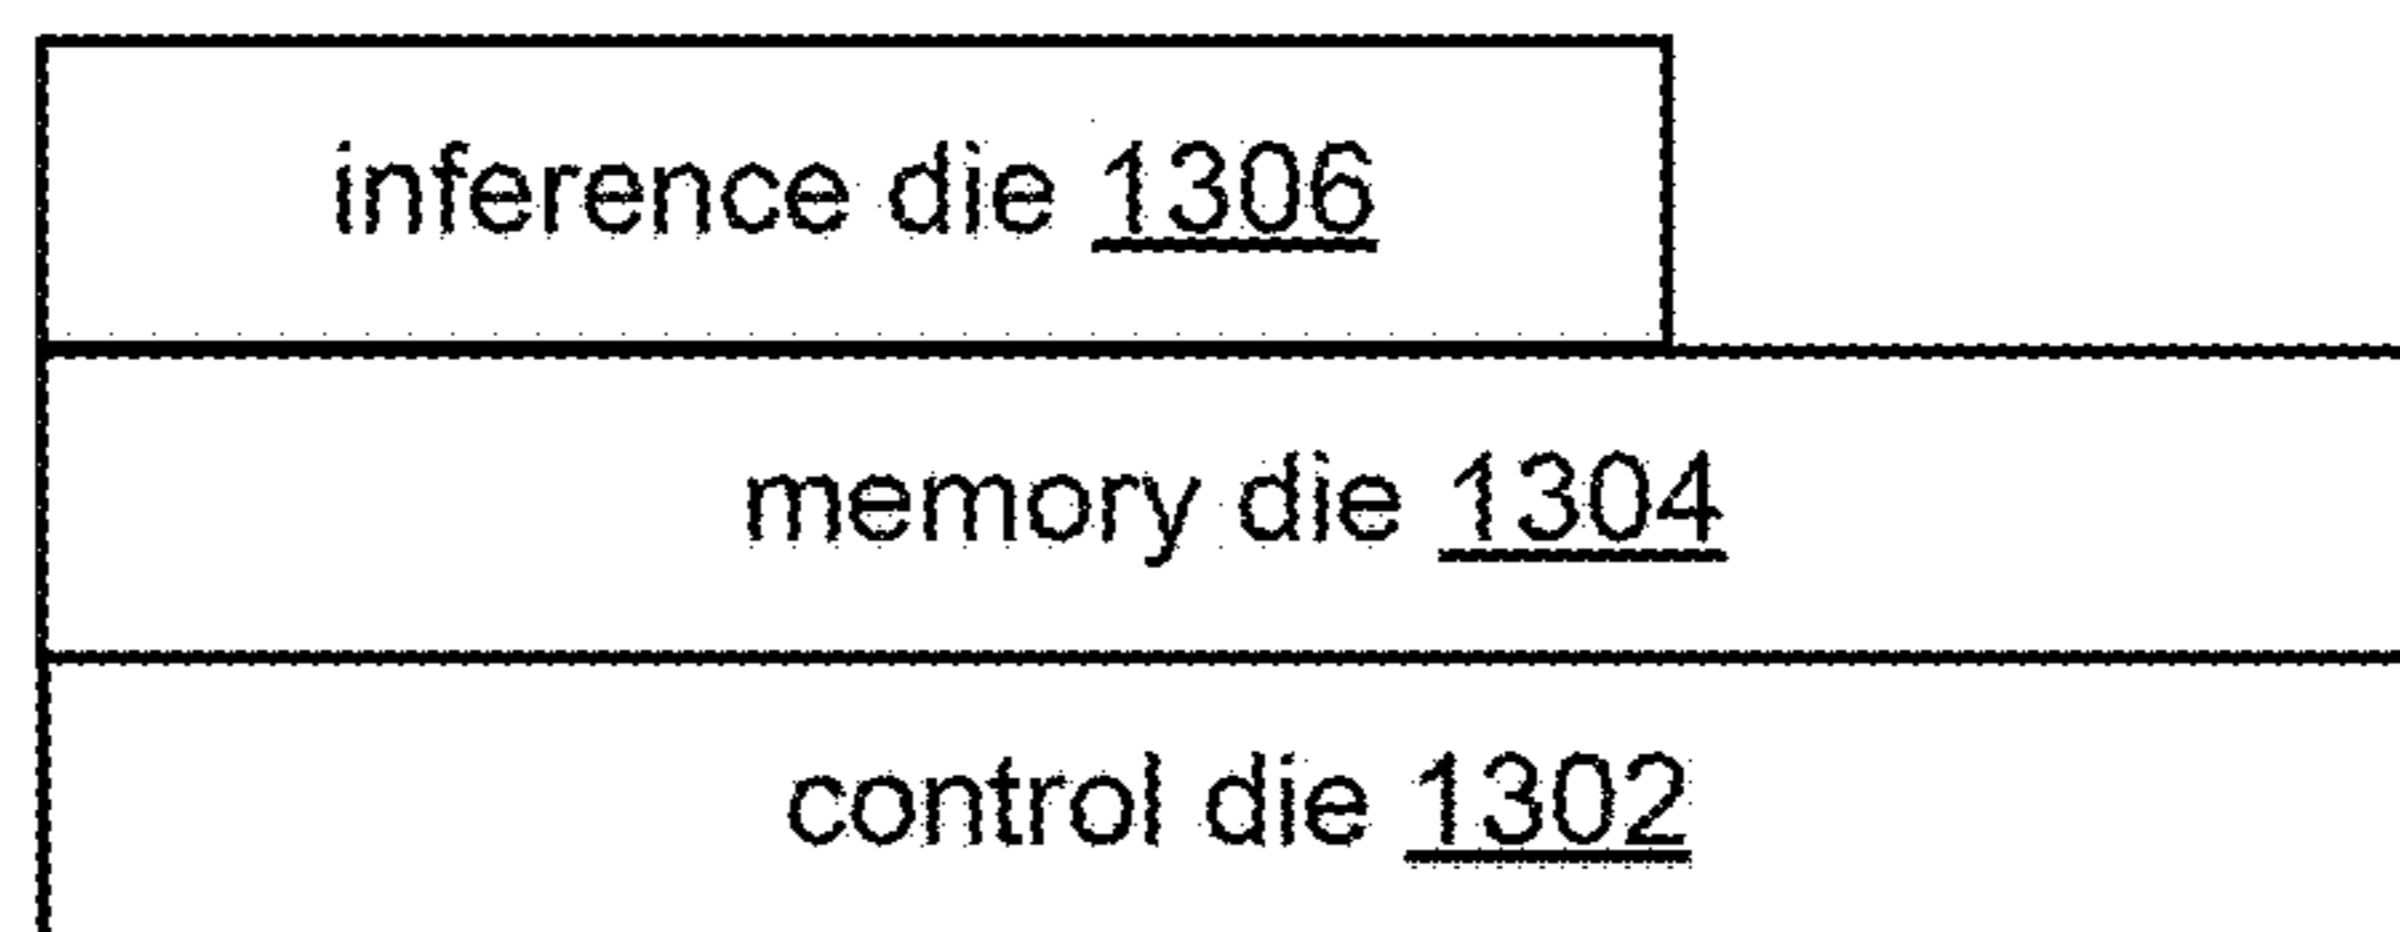 inference die 1306
memory die 1304
control die 1302